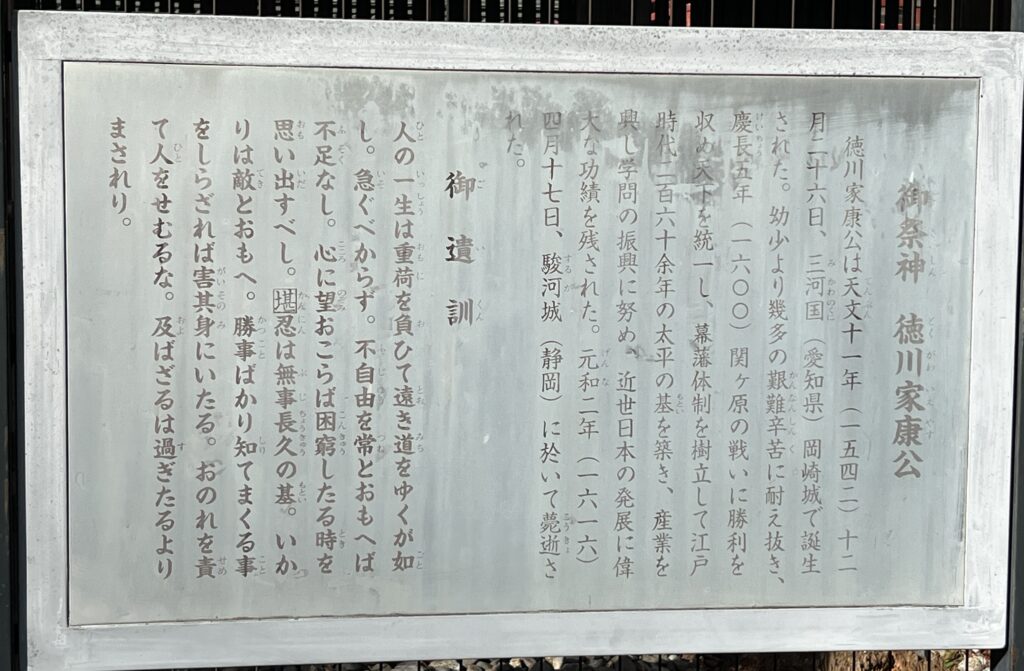 御祭神　徳川家康公
徳川家康公は天文十一年（一五四二）十二
月二十六日、三河国（愛知県）岡崎城で誕生
された。幼少より幾多の艱難辛苦に耐え抜き、
慶長五年（一六〇〇）関ヶ原の戦いに勝利を
収め天下を統一し、幕藩体制を樹立して江戸
時代二百六十余年の太平の基を築き、産業を
興し学問の振興に努め、近世日本の発展に偉
大な功績を残された。元和二年（一六一六）
四月十七日、駿河城（静岡）に於いて薨逝さ
れた。
御遺訓
人の一生は重荷を負ひて遠き道をゆくが如
し。急ぐべからず。不自由を常とおもへば
不足なし。心に望おこらば困窮したる時を
思い出すべし。堪忍は無事長久の基。いか
りは敵とおもへ。勝事ばかり知てまくる事
をしらざれば害其身にいたる。おのれを責
て人をせむるな。及ばざるは過ぎたるより
まされり。